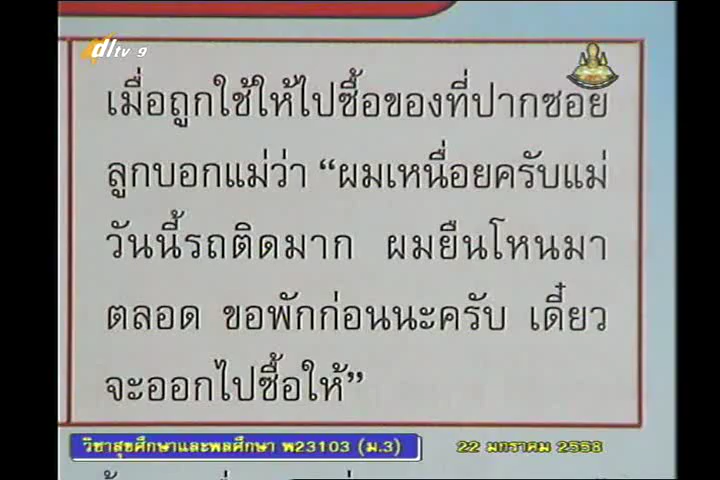 dltv 9
เมื่อถูกใช้ให้ไปซื้อของที่ปากซอย
ลูกบอกแม่ว่า “ผมเหนื่อยครับแม่
วันนี้รถติดมาก ผมยืนโหนมา
ตลอด ขอพักก่อนนะครับ เดี๋ยว
จะออกไปซื้อให้”
วิชาสุขศึกษาและพลศึกษา พ23103 (ม.3)
22 มกราคม 2558